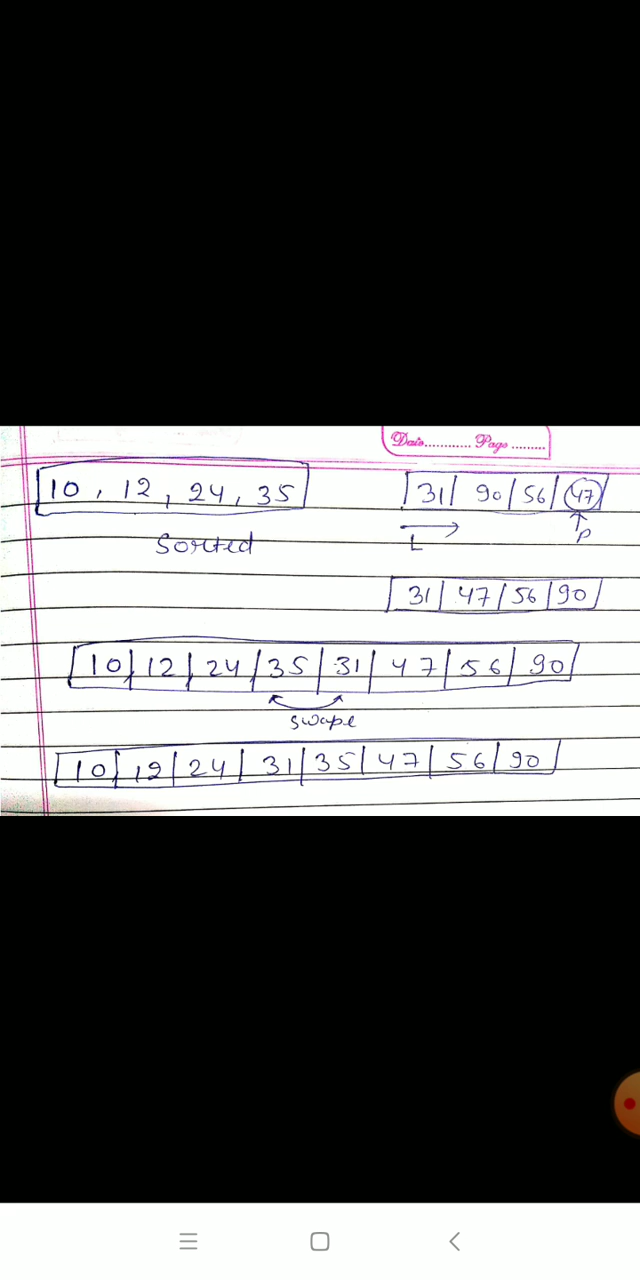 Date............ Page.........
10, 12, 24, 35
31 90 56 47
Sorted
L
P
31 47 56 90
10 12 24 35 31 47 56 90
swape
10 12 24 31 35 47 56 90